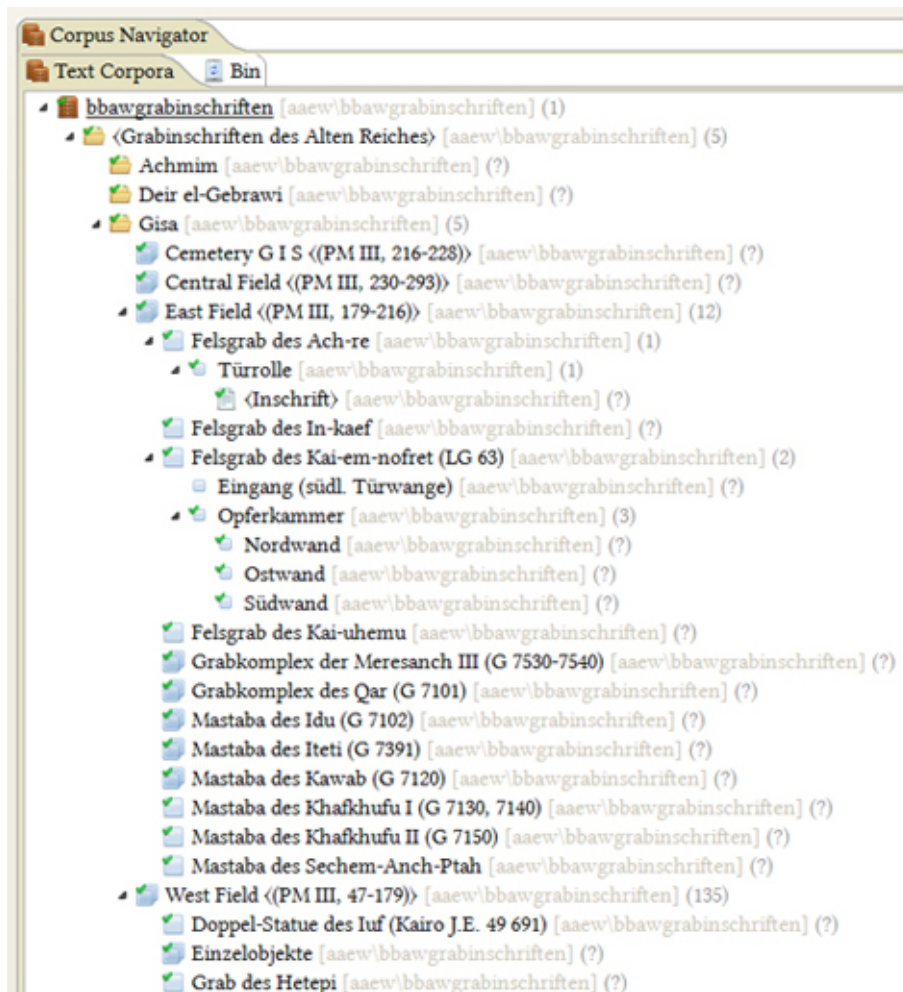 Corpus Navigator
Text Corpora Bin
bbawgrabinschriften [aaew\bbawgrabinschriften] (1)
⟨Grabinschriften des Alten Reiches⟩ [aaew\bbawgrabinschriften] (5)
Achmim [aaew\bbawgrabinschriften] (?)
Deir el-Gebrawi [aaew\bbawgrabinschriften] (?)
Gisa [aaew\bbawgrabinschriften] (5)
Cemetery G I S ⟨(PM III, 216-228)⟩ [aaew\bbawgrabinschriften] (?)
Central Field ⟨(PM III, 230-293)⟩ [aaew\bbawgrabinschriften] (?)
East Field ⟨(PM III, 179-216)⟩ [aaew\bbawgrabinschriften] (12)
Felsgrab des Ach-re [aaew\bbawgrabinschriften] (1)
Türrolle [aaew\bbawgrabinschriften] (1)
⟨Inschrift⟩ [aaew\bbawgrabinschriften] (?)
Felsgrab des In-kaef [aaew\bbawgrabinschriften] (?)
Felsgrab des Kai-em-nofret (LG 63) [aaew\bbawgrabinschriften] (2)
Eingang (südl. Türwange) [aaew\bbawgrabinschriften] (?)
Opferkammer [aaew\bbawgrabinschriften] (3)
Nordwand [aaew\bbawgrabinschriften] (?)
Ostwand [aaew\bbawgrabinschriften] (?)
Südwand [aaew\bbawgrabinschriften] (?)
Felsgrab des Kai-uhemu [aaew\bbawgrabinschriften] (?)
Grabkomplex der Meresanch III (G 7530-7540) [aaew\bbawgrabinschriften] (?)
Grabkomplex des Qar (G 7101) [aaew\bbawgrabinschriften] (?)
Mastaba des Idu (G 7102) [aaew\bbawgrabinschriften] (?)
Mastaba des Iteti (G 7391) [aaew\bbawgrabinschriften] (?)
Mastaba des Kawab (G 7120) [aaew\bbawgrabinschriften] (?)
Mastaba des Khafkhufu I (G 7130, 7140) [aaew\bbawgrabinschriften] (?)
Mastaba des Khafkhufu II (G 7150) [aaew\bbawgrabinschriften] (?)
Mastaba des Sechem-Anch-Ptah [aaew\bbawgrabinschriften] (?)
West Field ⟨(PM III, 47-179)⟩ [aaew\bbawgrabinschriften] (135)
Doppel-Statue des Iuf (Kairo J.E. 49 691) [aaew\bbawgrabinschriften] (?)
Einzelobjekte [aaew\bbawgrabinschriften] (?)
Grab des Hetepi [aaew\bbawgrabinschriften] (?)